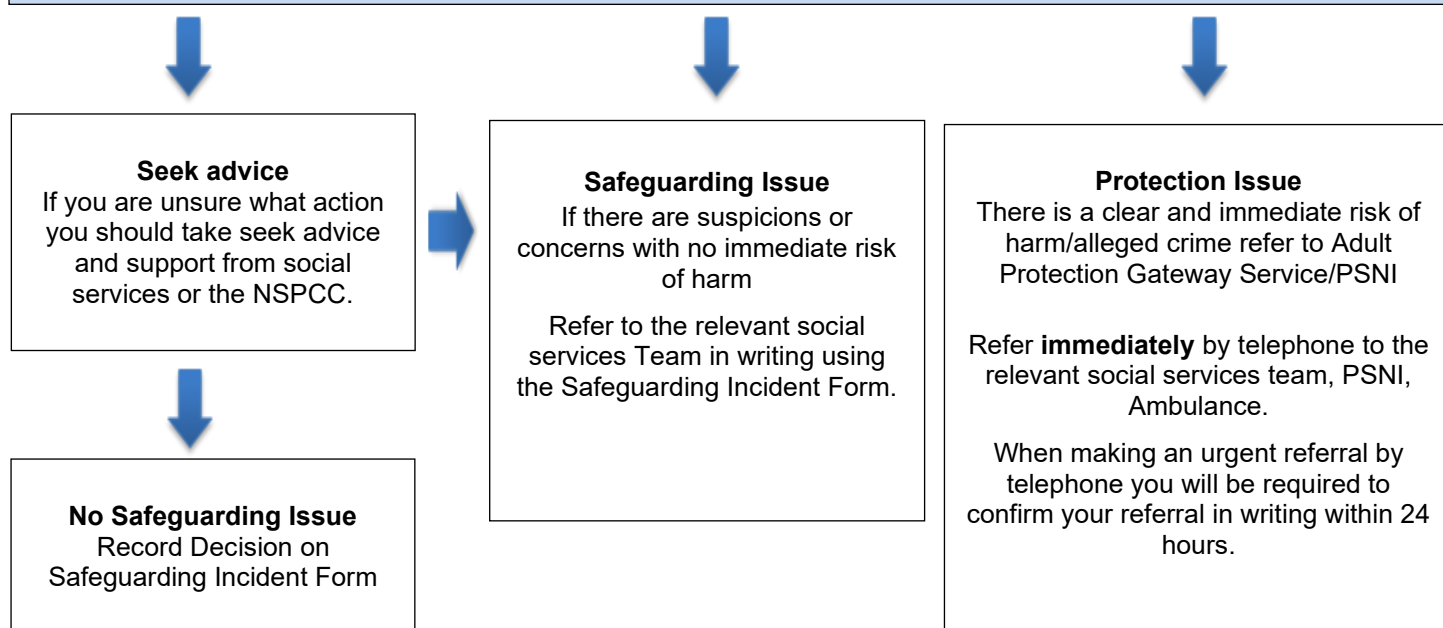 Seek advice
If you are unsure what action
you should take seek advice
and support from social
services or the NSPCC.
No Safeguarding Issue
Record Decision on
Safeguarding Incident Form
Safeguarding Issue
If there are suspicions or
concerns with no immediate risk
of harm
Refer to the relevant social
services Team in writing using
the Safeguarding Incident Form.
Protection Issue
There is a clear and immediate risk of
harm/alleged crime refer to Adult
Protection Gateway Service/PSNI
Refer immediately by telephone to the
relevant social services team, PSNI,
Ambulance.
When making an urgent referral by
telephone you will be required to
confirm your referral in writing within 24
hours.